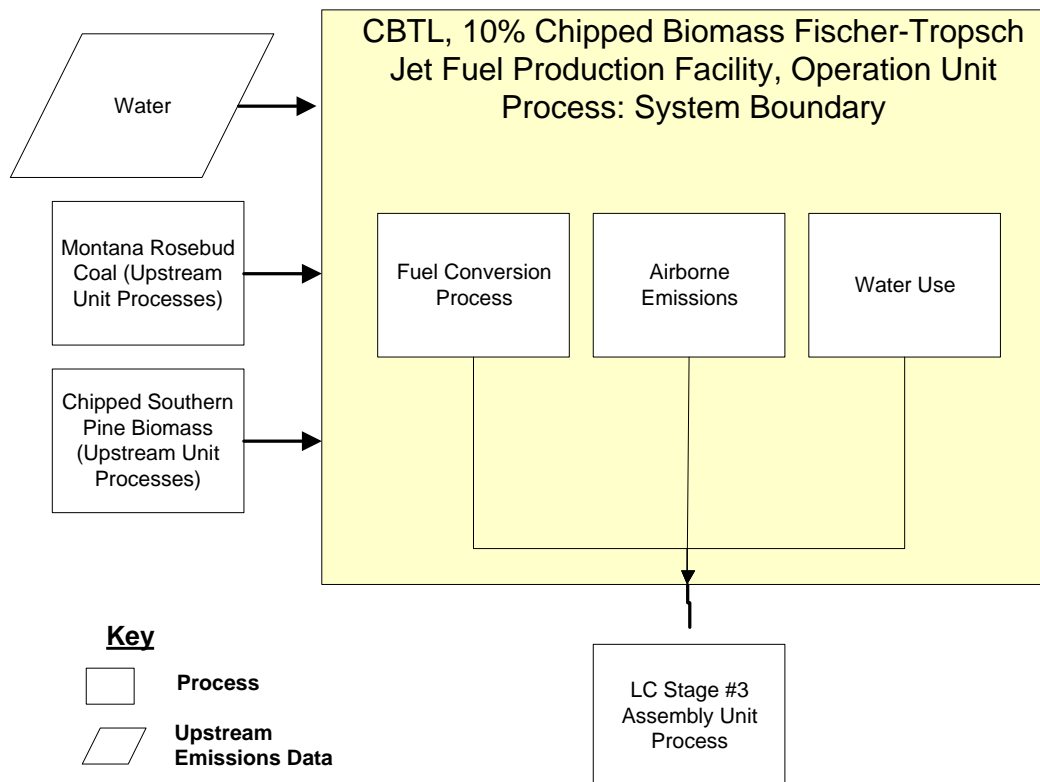 CBTL, 10% Chipped Biomass Fischer-Tropsch
Jet Fuel Production Facility, Operation Unit
Process: System Boundary
Water
Montana Rosebud
Coal (Upstream
Unit Processes)
Chipped Southern
Pine Biomass
(Upstream Unit
Processes)
Fuel Conversion
Process
Airborne
Emissions
Water Use
LC Stage #3
Assembly Unit
Process
Key
Process
Upstream
Emissions Data